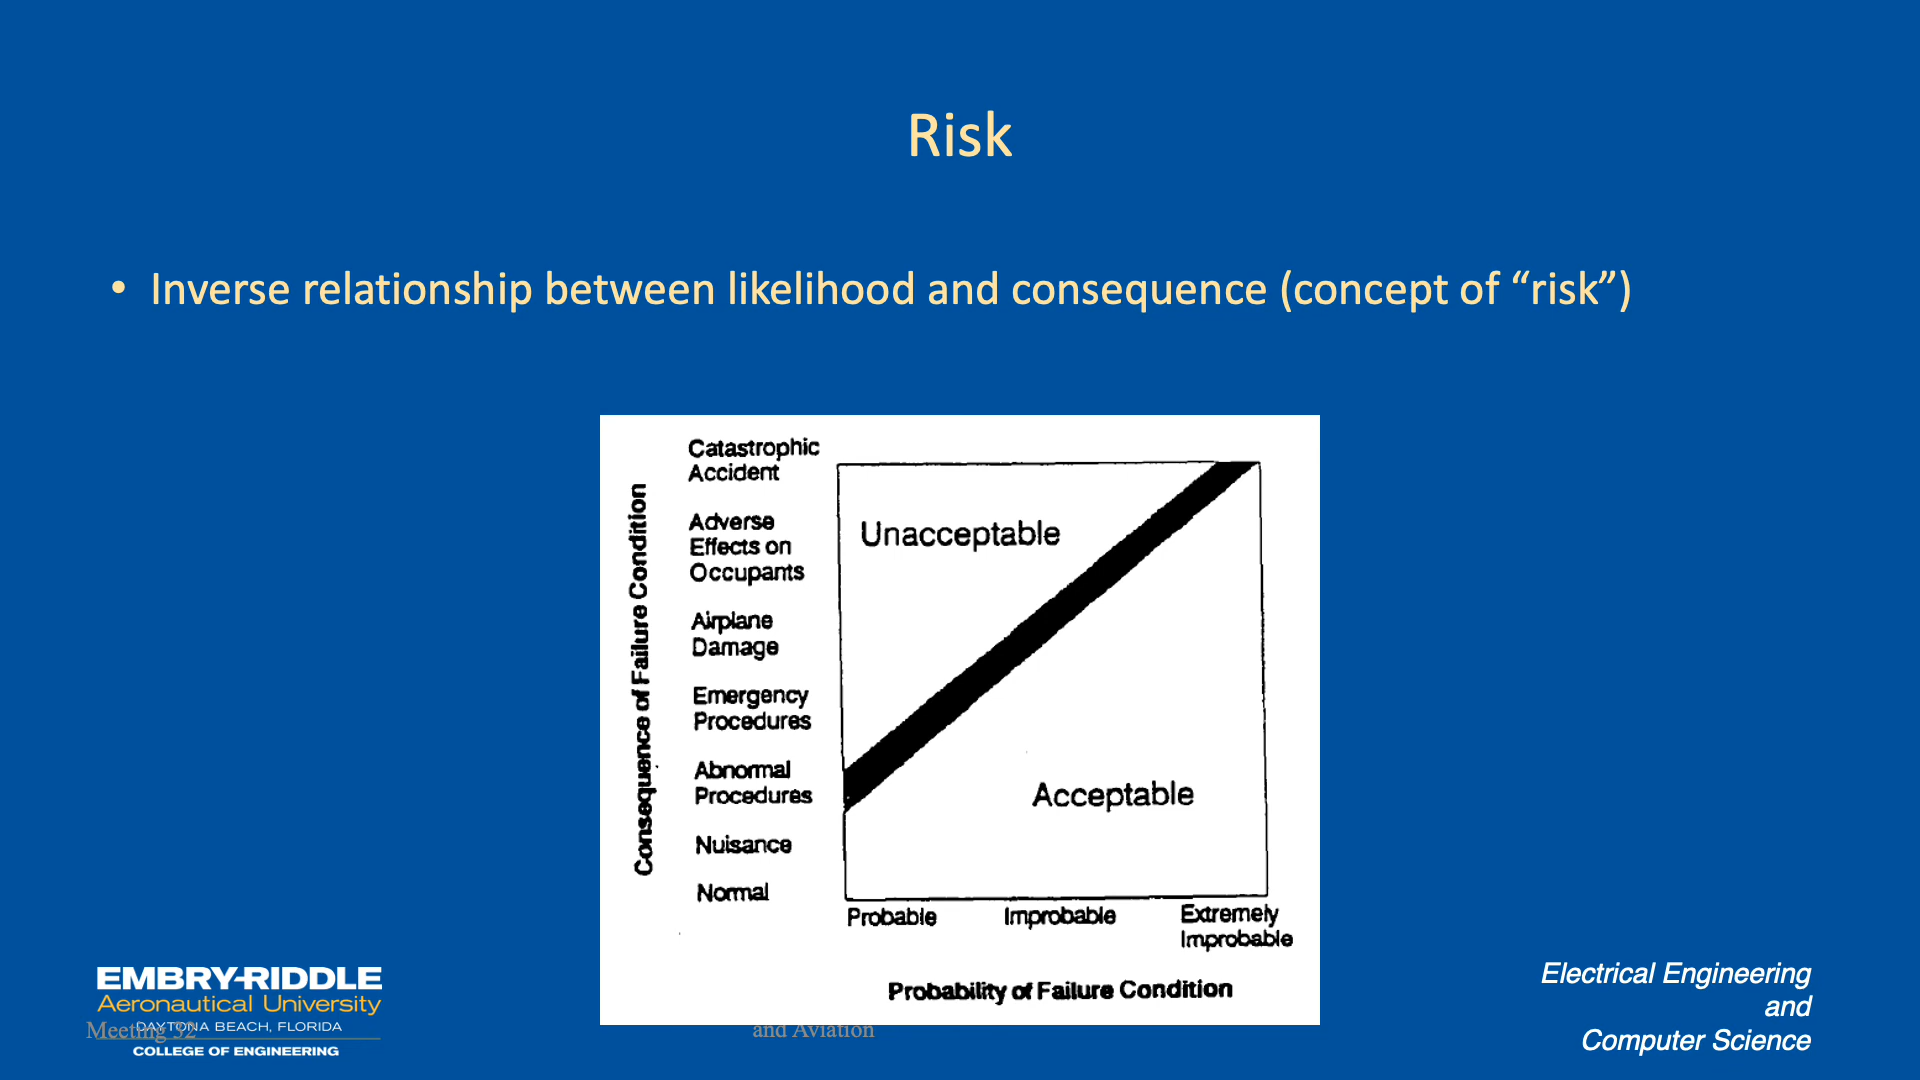 Risk
• Inverse relationship between likelihood and consequence (concept of “risk”)
Consequence of Failure Condition
Catastrophic
Accident
Adverse
Effects on
Occupants
Airplane
Damage
Emergency
Procedures
Abnormal
Procedures
Nuisance
Normal
Unacceptable
Acceptable
Probable
Improbable
Extremely
Improbable
Probability of Failure Condition
EMBRY-RIDDLE
Aeronautical University
DAYTONA BEACH, FLORIDA
COLLEGE OF ENGINEERING
Meeting 32
and Aviation
Electrical Engineering
and
Computer Science